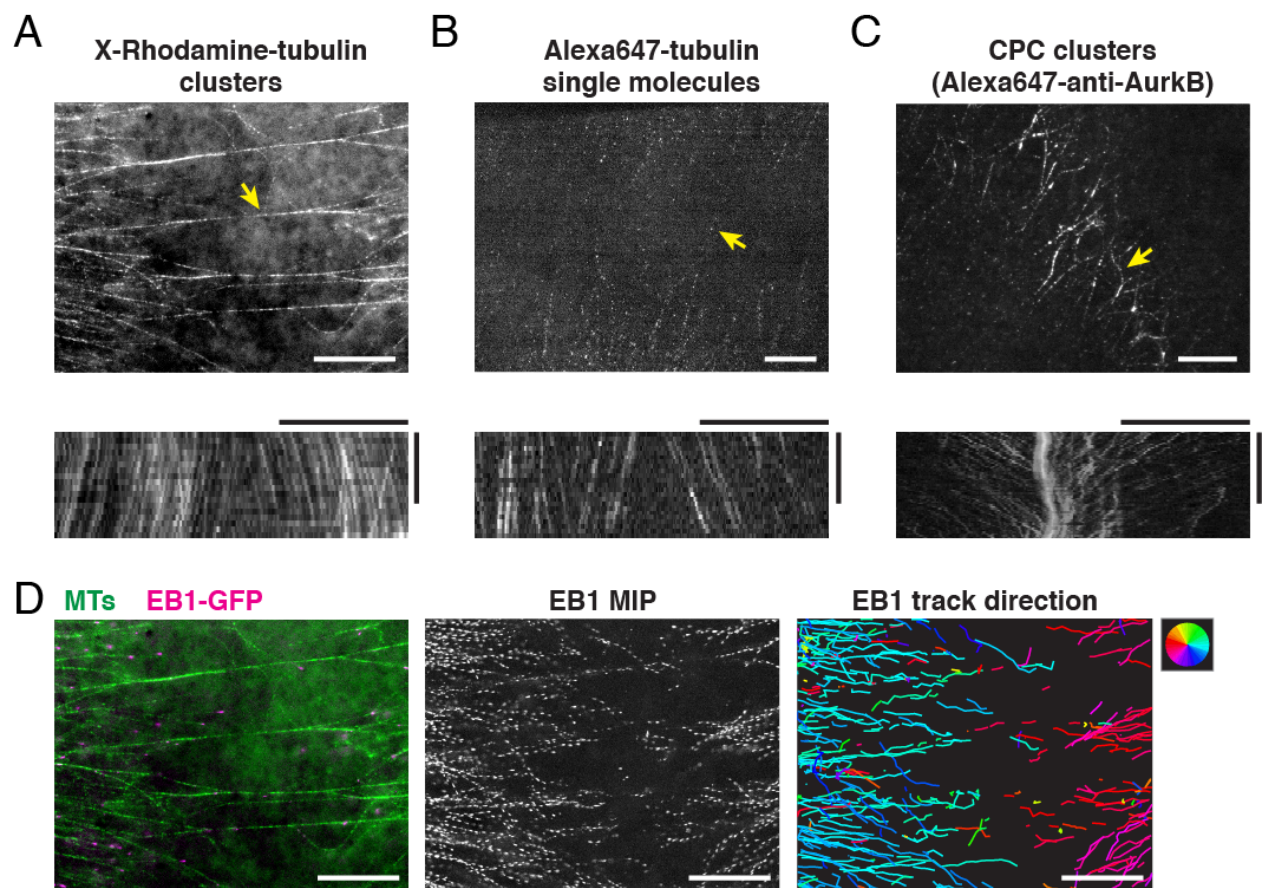 A
X-Rhodamine-tubulin
clusters
B
Alexa647-tubulin
single molecules
C
CPC clusters
(Alexa647-anti-AurkB)
D
MTs EB1-GFP
EB1 MIP
EB1 track direction